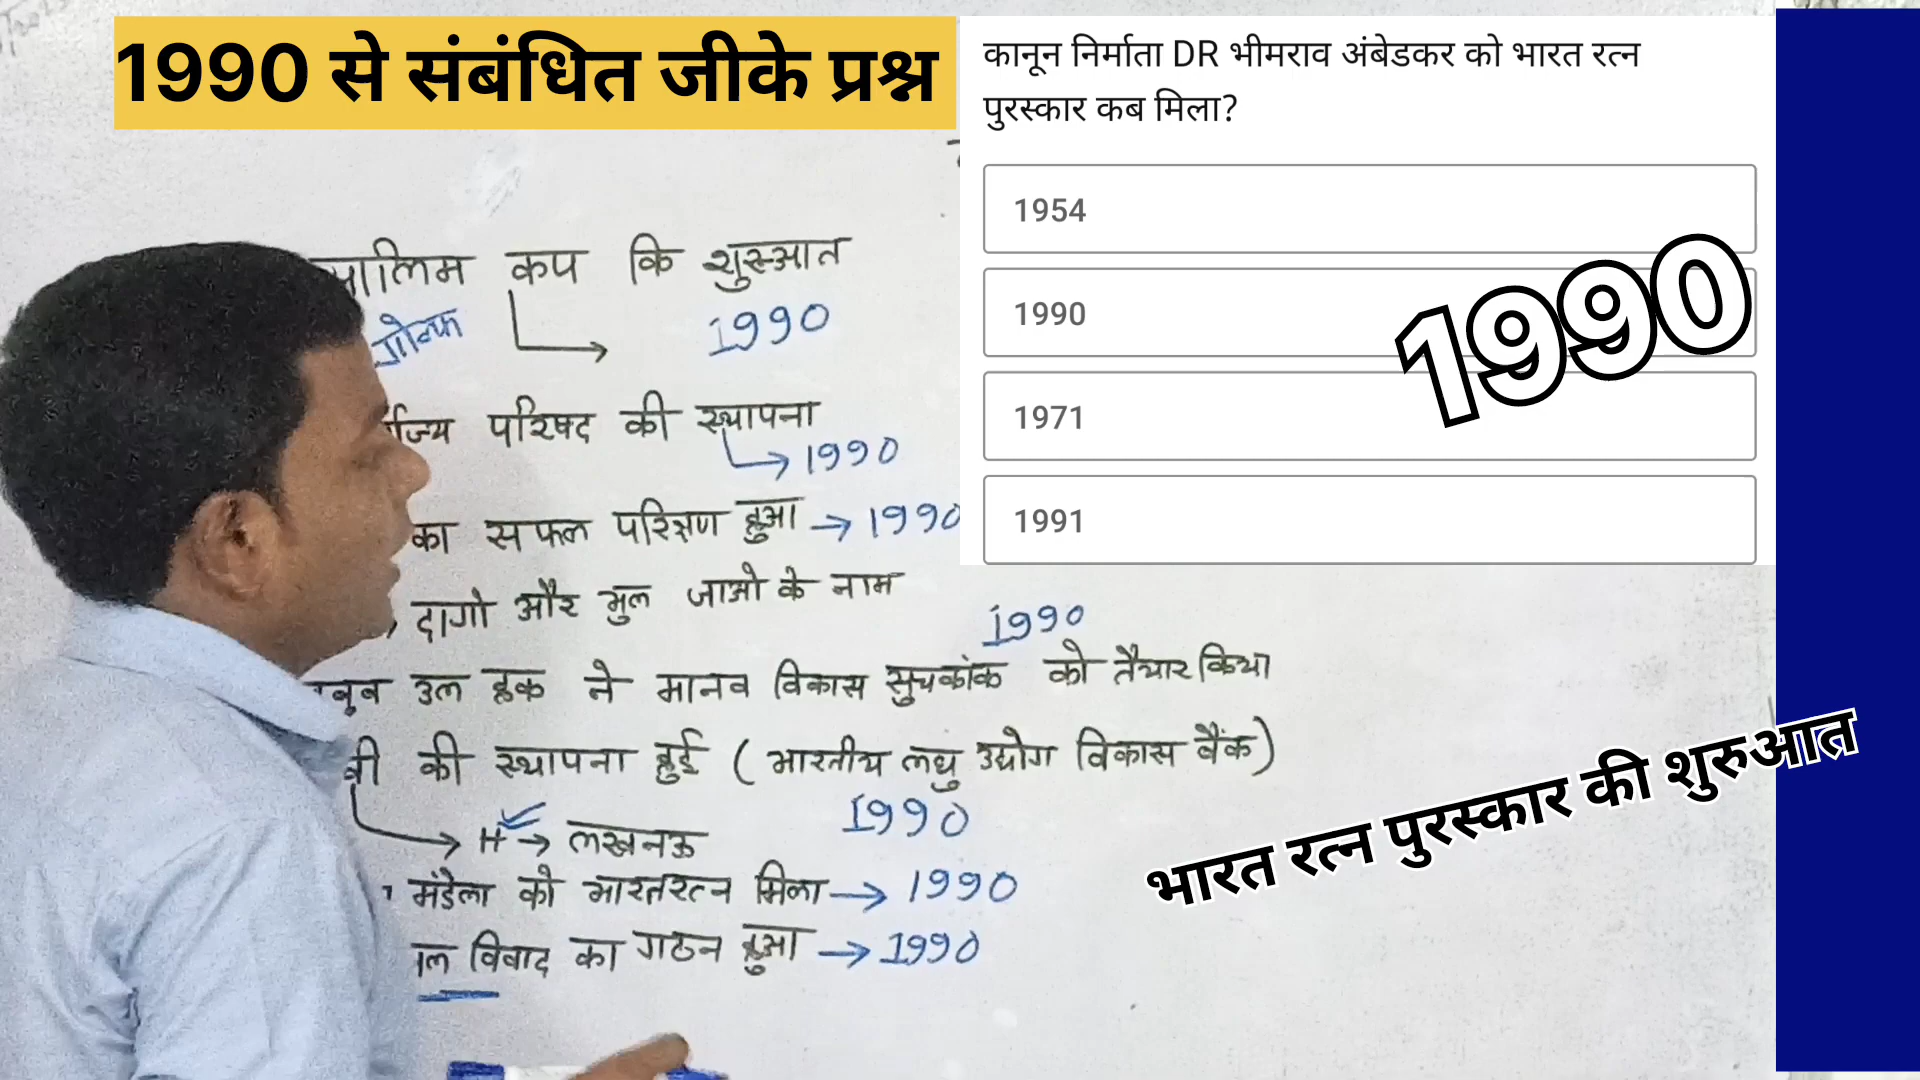 1990 से संबंधित जीके प्रश्न
कानून निर्माता DR भीमराव अंबेडकर को भारत रत्न
पुरस्कार कब मिला?
1954
1990
1971
1991
1990
कप कि शुरुआत
गोल्फ
1990
परिषद की स्थापना
1990
का सफल परिक्षण हुआ → 1990
दागो और भुल जाओ के नाम
1990
उल हक ने मानव विकास सुचकांक को तैयार किया
की स्थापना हुई ( भारतीय लघु उद्योग विकास बैंक)
1990
H → लखनऊ
मंडेला को भारतरत्न मिला → 1990
विवाद का गठन हुआ → 1990
भारत रत्न पुरस्कार की शुरुआत